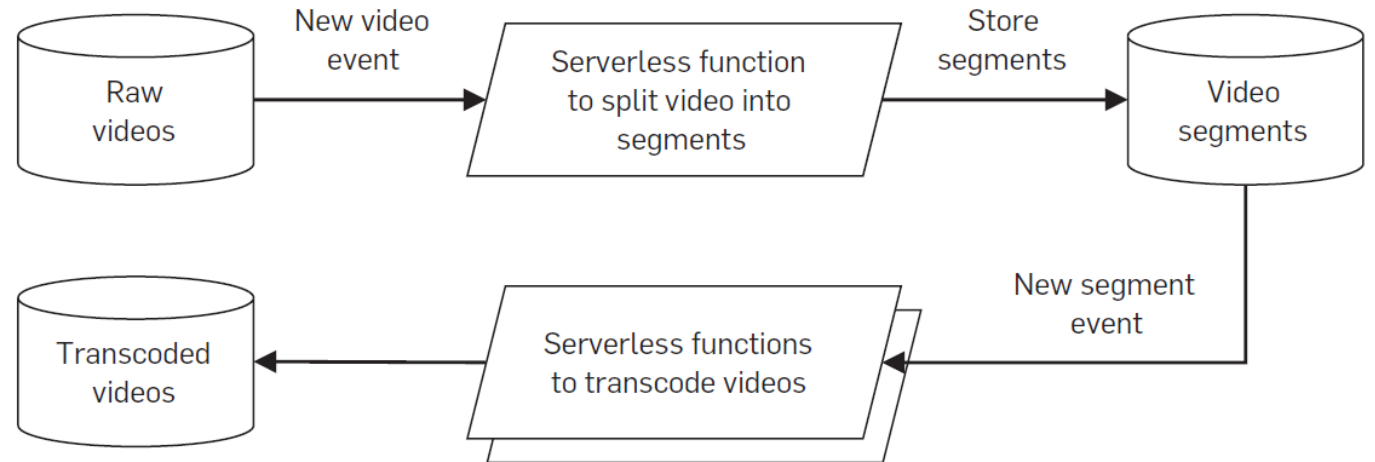 Raw
videos
New video
event
Serverless function
to split video into
segments
Store
segments
Video
segments
New segment
event
Serverless functions
to transcode videos
Transcoded
videos